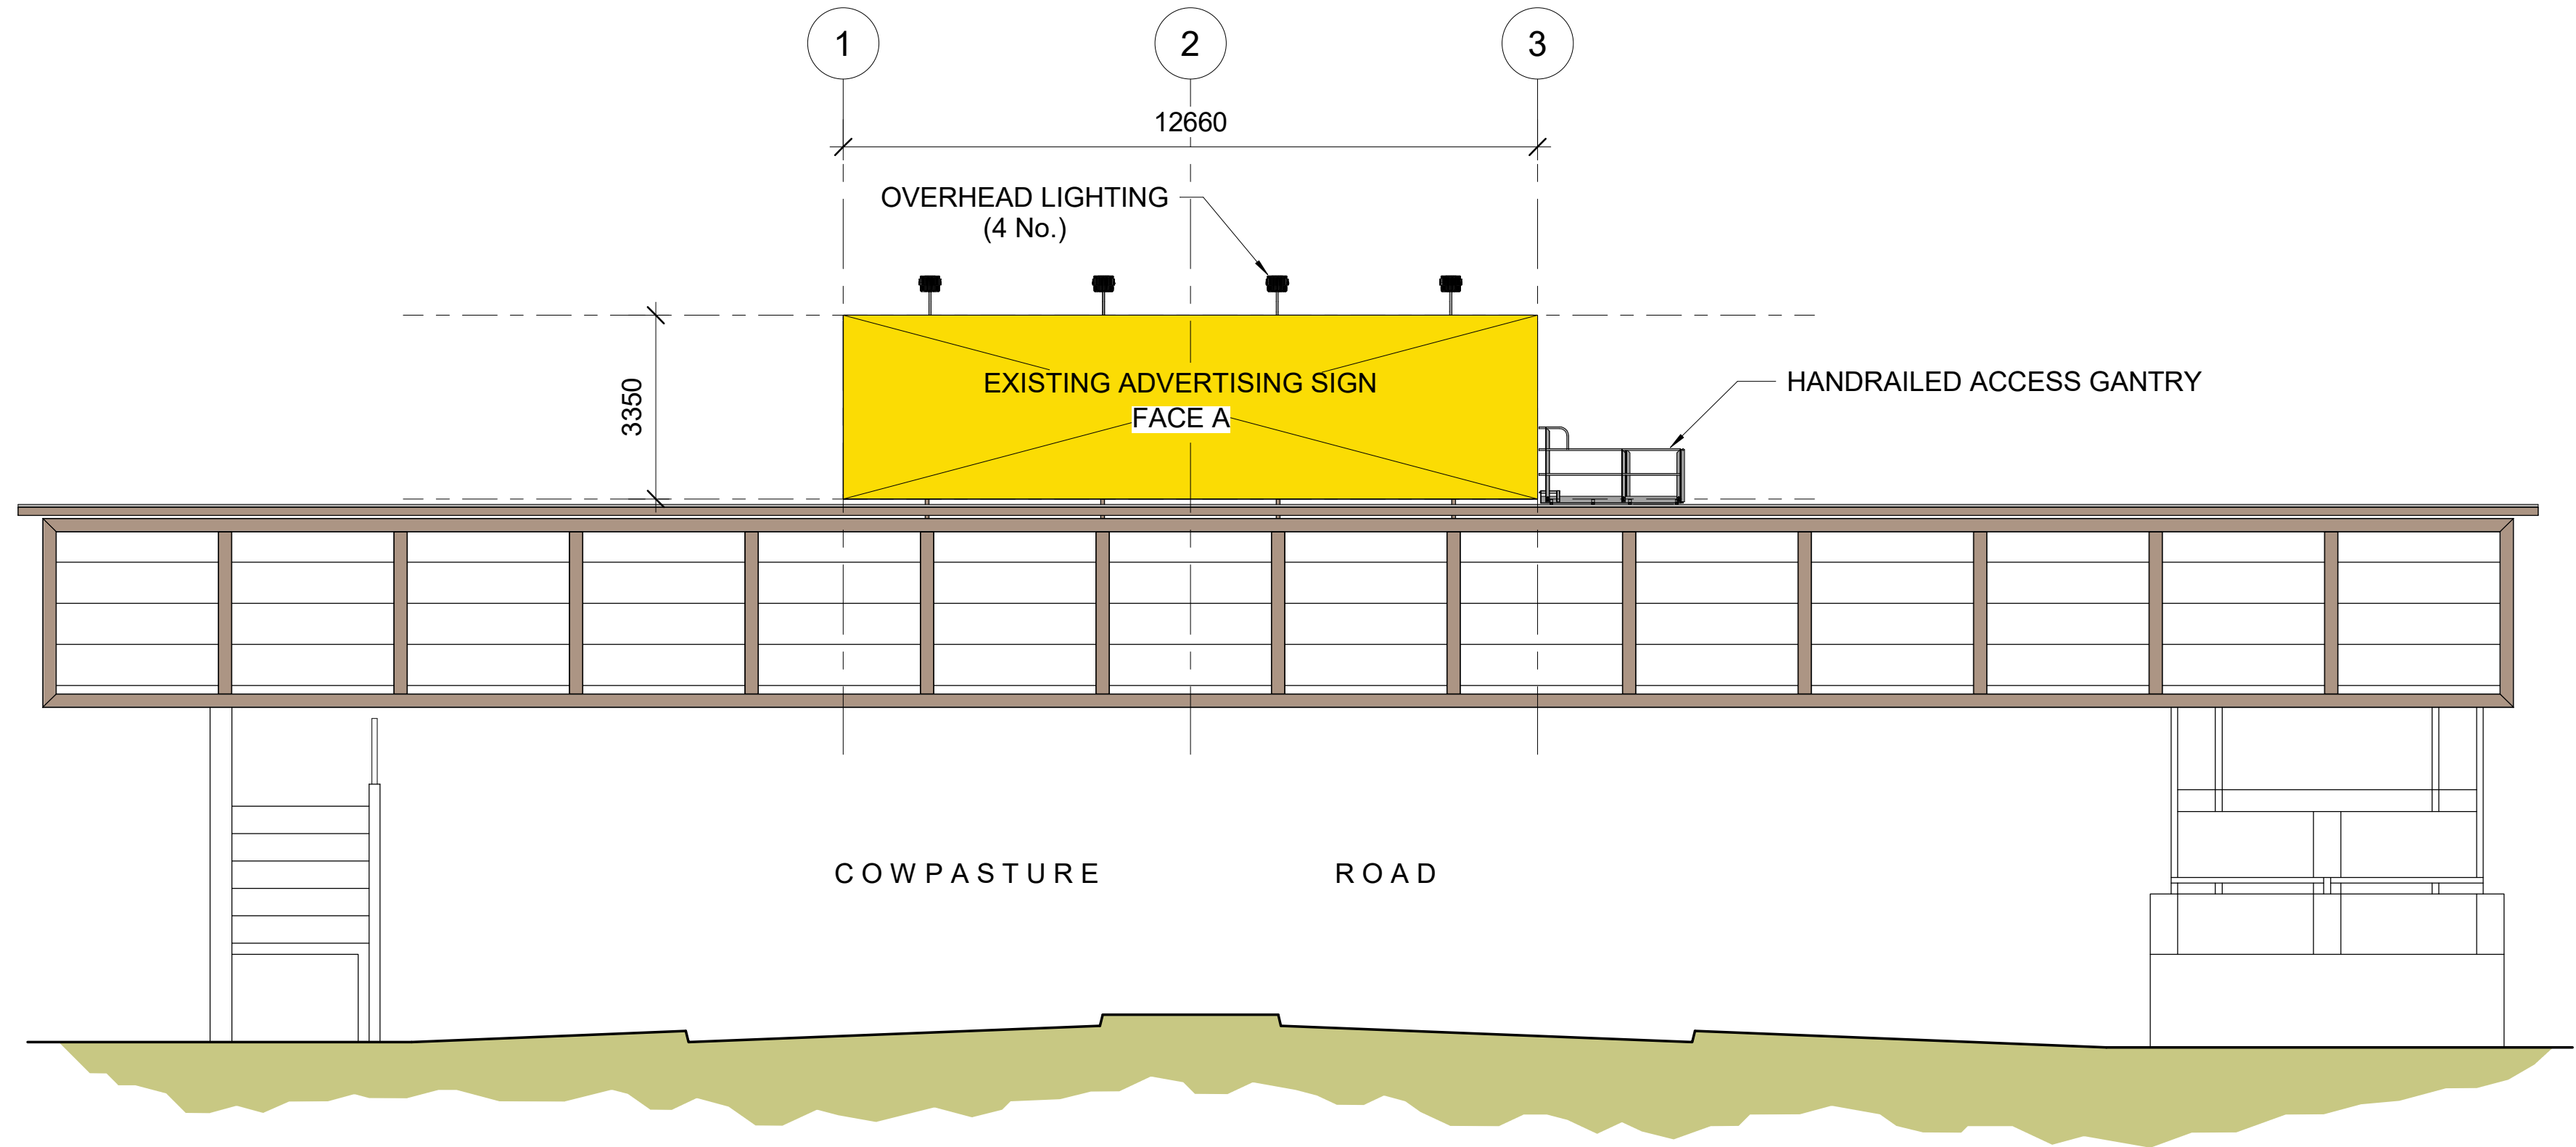 1
2
3
12660
OVERHEAD LIGHTING
(4 No.)
3350
EXISTING ADVERTISING SIGN
FACE A
HANDRAILED ACCESS GANTRY
COWPASTURE ROAD